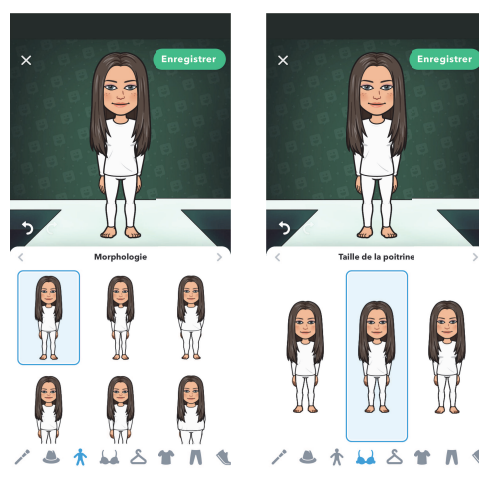 Enregistrer
Morphologie
Enregistrer
Taille de la poitrine